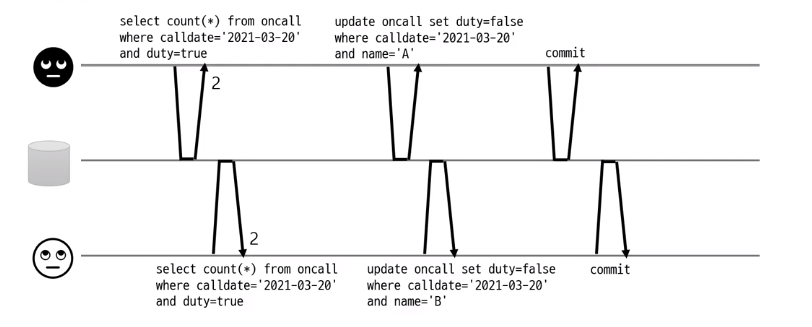 select count(*) from oncall
where calldate='2021-03-20'
and duty=true
update oncall set duty=false
where calldate='2021-03-20'
and name='A'
commit
2
2
select count(*) from oncall
where calldate='2021-03-20'
and duty=true
update oncall set duty=false
where calldate='2021-03-20'
and name='B'
commit